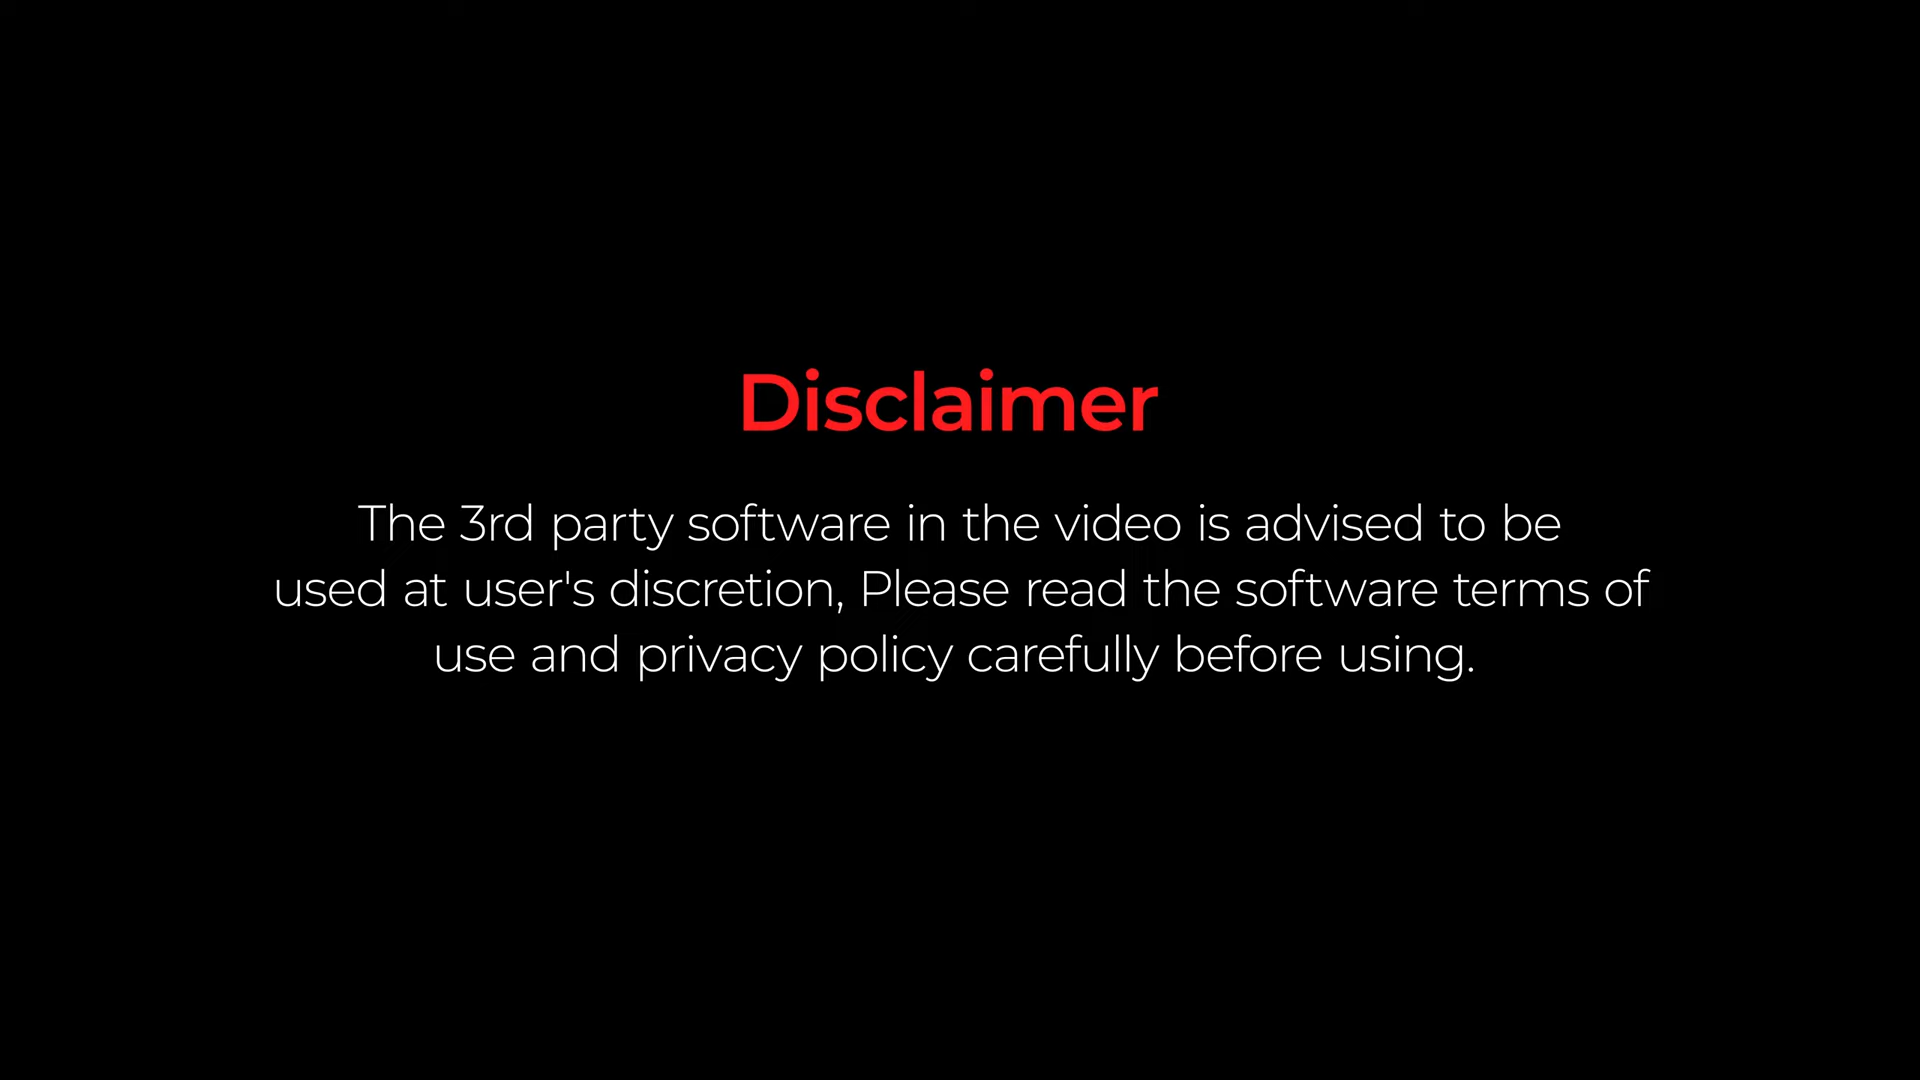 Disclaimer
The 3rd party software in the video is advised to be
used at user's discretion, Please read the software terms of
use and privacy policy carefully before using.